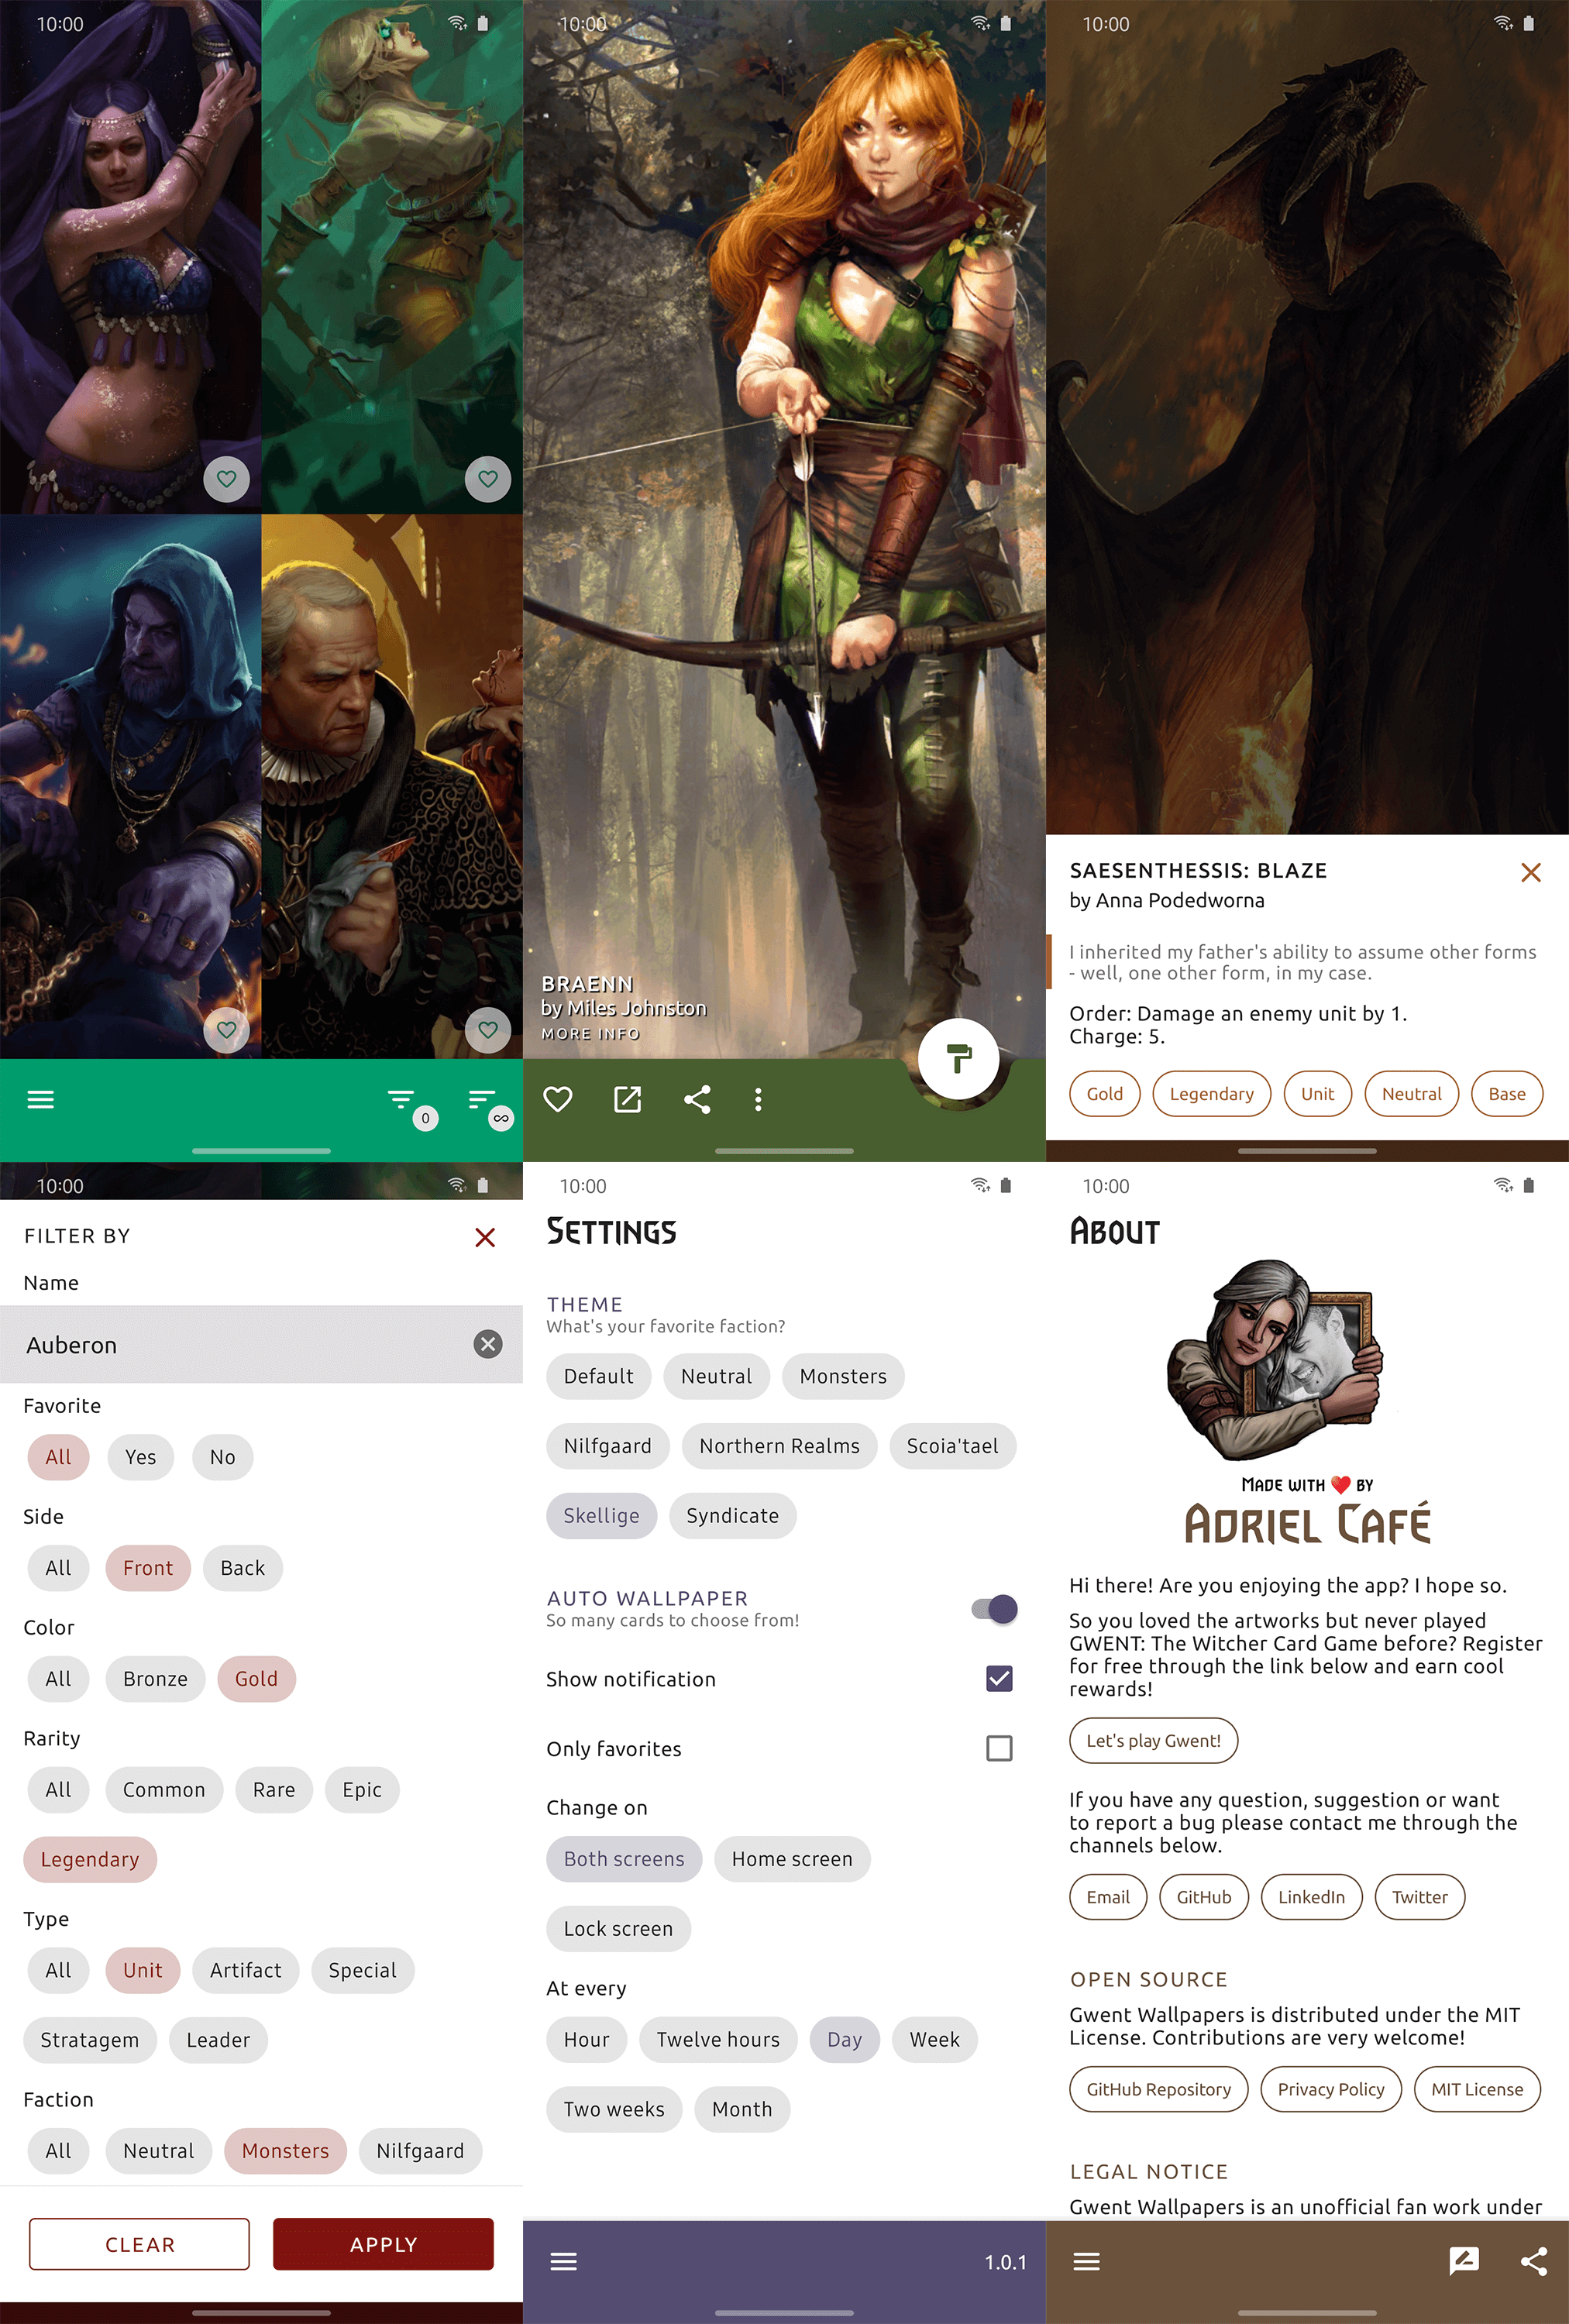 10:00
0
∞
10:00
BRAENN
by Miles Johnston
MORE INFO
10:00
SAESENTHESSIS: BLAZE
by Anna Podedworna
I inherited my father's ability to assume other forms
- well, one other form, in my case.
Order: Damage an enemy unit by 1.
Charge: 5.
Gold Legendary Unit Neutral Base
10:00
FILTER BY
Name
Auberon
Favorite
All Yes No
Side
All Front Back
Color
All Bronze Gold
Rarity
All Common Rare Epic
Legendary
Type
All Unit Artifact Special
Stratagem Leader
Faction
All Neutral Monsters Nilfgaard
CLEAR APPLY
10:00
SETTINGS
THEME
What's your favorite faction?
Default Neutral Monsters
Nilfgaard Northern Realms Scoia'tael
Skellige Syndicate
AUTO WALLPAPER
So many cards to choose from!
Show notification
Only favorites
Change on
Both screens Home screen
Lock screen
At every
Hour Twelve hours Day Week
Two weeks Month
1.0.1
10:00
ABOUT
MADE WITH ❤️ BY
ADRIEL CAFÉ
Hi there! Are you enjoying the app? I hope so.
So you loved the artworks but never played
GWENT: The Witcher Card Game before? Register
for free through the link below and earn cool
rewards!
Let's play Gwent!
If you have any question, suggestion or want
to report a bug please contact me through the
channels below.
Email GitHub LinkedIn Twitter
OPEN SOURCE
Gwent Wallpapers is distributed under the MIT
License. Contributions are very welcome!
GitHub Repository Privacy Policy MIT License
LEGAL NOTICE
Gwent Wallpapers is an unofficial fan work under